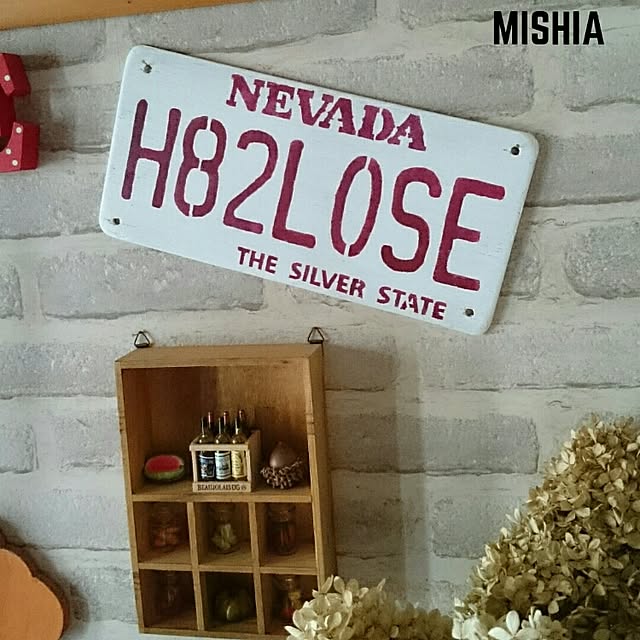 MISHIA
NEVADA
H82LOSE
THE SILVER STATE